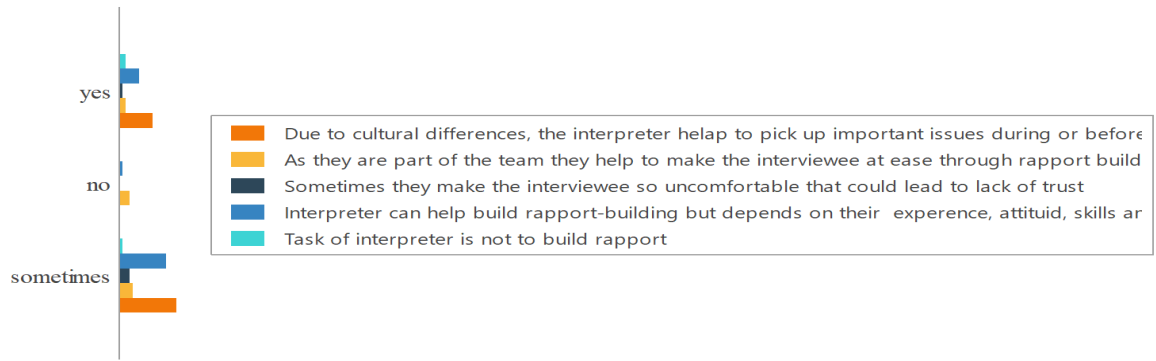 yes
no
sometimes
Due to cultural differences, the interpreter helap to pick up important issues during or before
As they are part of the team they help to make the interviewee at ease through rapport build
Sometimes they make the interviewee so uncomfortable that could lead to lack of trust
Interpreter can help build rapport-building but depends on their experence, attituid, skills ar
Task of interpreter is not to build rapport